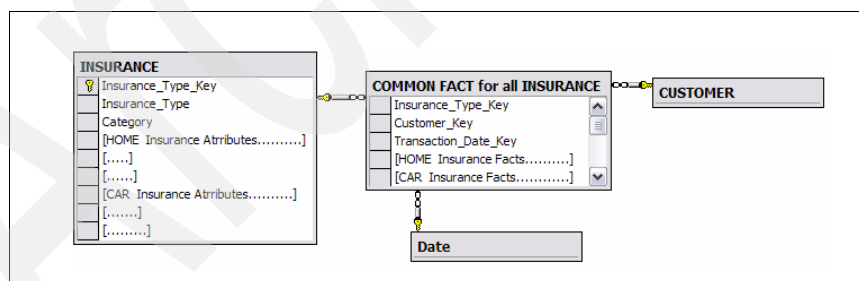 INSURANCE
Insurance_Type_Key
Insurance_Type
Category
[HOME Insurance Atrributes..........]
[.....]
[......]
[CAR Insurance Atrributes..........]
[.......]
[.........]
COMMON FACT for all INSURANCE
Insurance_Type_Key
Customer_Key
Transaction_Date_Key
[HOME Insurance Facts..........]
[CAR Insurance Facts............]
CUSTOMER
Date